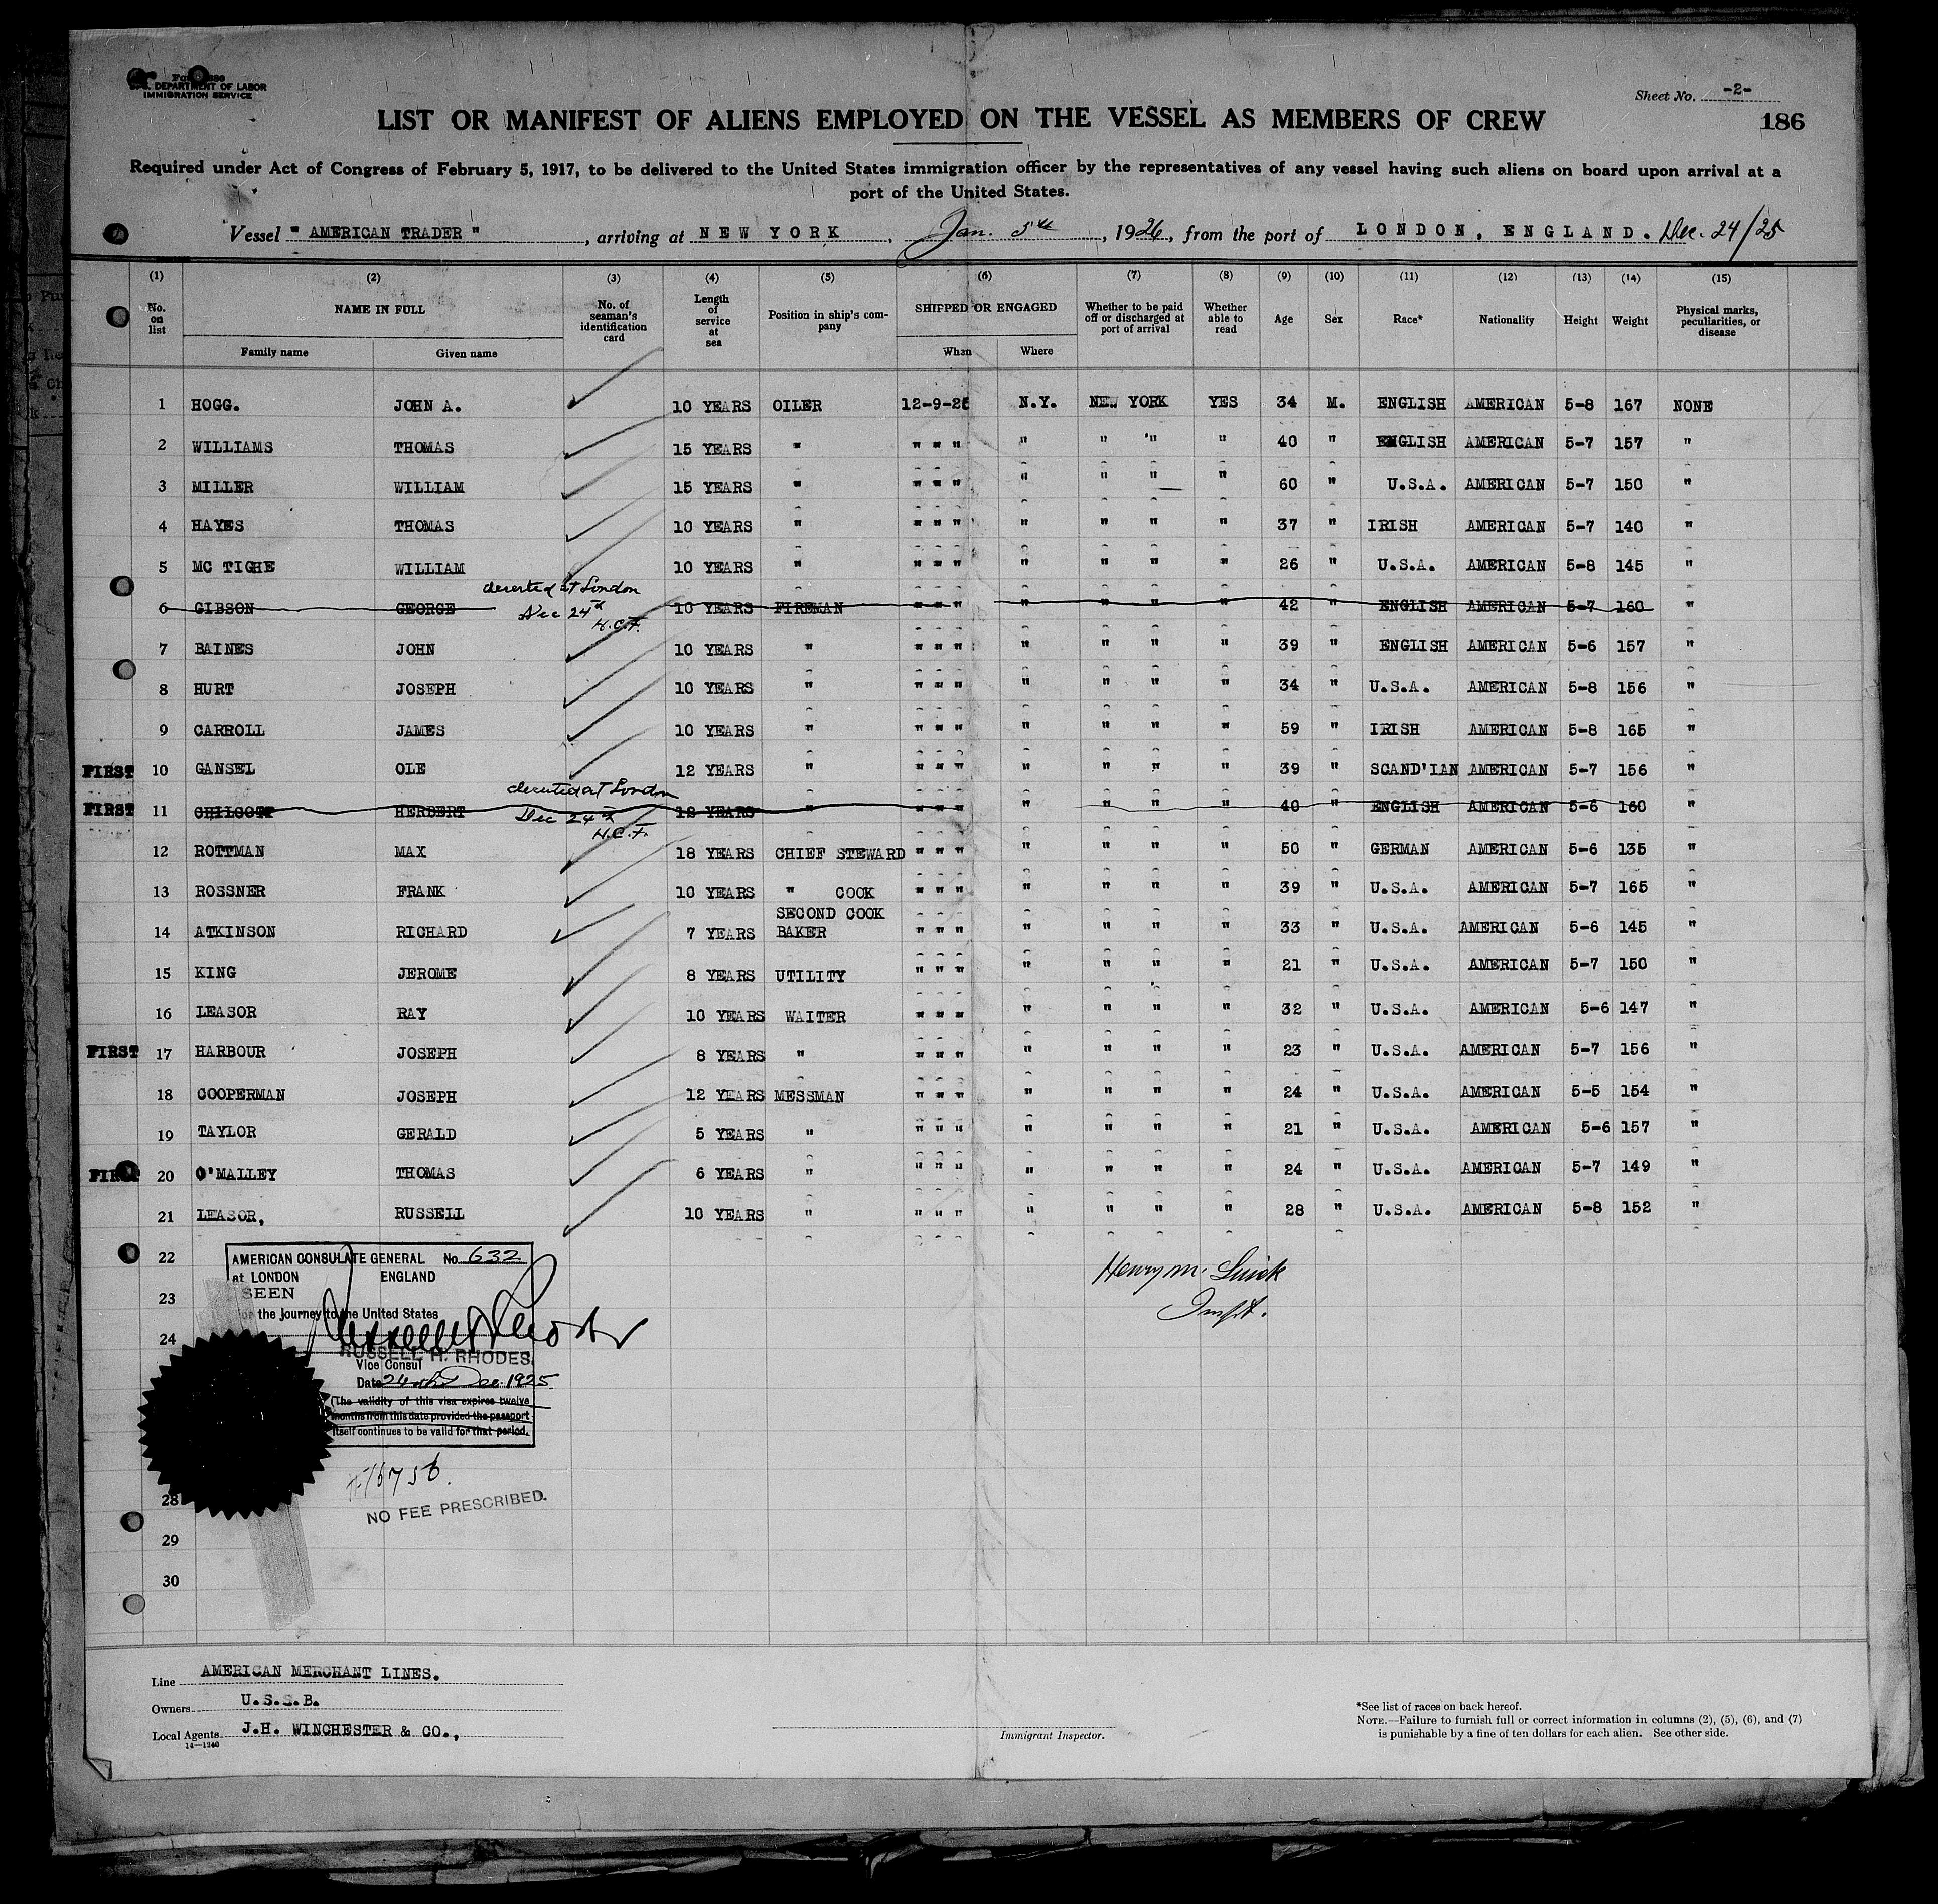 U.S. DEPARTMENT OF LABOR
IMMIGRATION SERVICE
Sheet No. -2-
LIST OR MANIFEST OF ALIENS EMPLOYED ON THE VESSEL AS MEMBERS OF CREW
186
Required under Act of Congress of February 5, 1917, to be delivered to the United States immigration officer by the representatives of any vessel having such aliens on board upon arrival at a
port of the United States.
Vessel "AMERICAN TRADER", arriving at NEW YORK, Jan. 5th, 1926, from the port of LONDON, ENGLAND. Dec. 24/25
(1) (2) (3) (4) (5) (6) (7) (8) (9) (10) (11) (12) (13) (14) (15)
No. on list NAME IN FULL Family name Given name No. of seaman's identification card Length of service at sea Position in ship's company SHIPPED OR ENGAGED When Where Whether to be paid off or discharged at port of arrival Whether able to read Age Sex Race* Nationality Height Weight Physical marks, peculiarities, or disease
1 HOGG. JOHN A. 10 YEARS OILER 12-9-25 N.Y. NEW YORK YES 34 M. ENGLISH AMERICAN 5-8 167 NONE
2 WILLIAMS THOMAS 15 YEARS " " " " " " " " 40 " ENGLISH AMERICAN 5-7 157 "
3 MILLER WILLIAM 15 YEARS " " " " " " " " 60 " U.S.A. AMERICAN 5-7 150 "
4 HAYES THOMAS 10 YEARS " " " " " " " " 37 " IRISH AMERICAN 5-7 140 "
5 MC TIGHE WILLIAM 10 YEARS " " " " " " " " 26 " U.S.A. AMERICAN 5-8 145 "
deserted at London
6 GIBSON GEORGE Dec 24th H.C.F. 10 YEARS FIREMAN " " " " " " " 42 " ENGLISH AMERICAN 5-7 160 "
7 BAINES JOHN 10 YEARS " " " " " " " " 39 " ENGLISH AMERICAN 5-6 157 "
8 HURT JOSEPH 10 YEARS " " " " " " " " 34 " U.S.A. AMERICAN 5-8 156 "
9 CARROLL JAMES 10 YEARS " " " " " " " " 59 " IRISH AMERICAN 5-8 165 "
FIRST 10 GANSEL OLE 12 YEARS " " " " " " " " 39 " SCAND'IAN AMERICAN 5-7 156 "
deserted at London
FIRST 11 CHILCOTT HERBERT Dec 24th H.C.F. 12 YEARS " " " " " " " " 40 " ENGLISH AMERICAN 5-6 160 "
12 ROTTMAN MAX 18 YEARS CHIEF STEWARD " " " " " " " 50 " GERMAN AMERICAN 5-6 135 "
13 ROSSNER FRANK 10 YEARS " COOK " " " " " " " 39 " U.S.A. AMERICAN 5-7 165 "
SECOND COOK
14 ATKINSON RICHARD 7 YEARS BAKER " " " " " " " 33 " U.S.A. AMERICAN 5-6 145 "
15 KING JEROME 8 YEARS UTILITY " " " " " " " 21 " U.S.A. AMERICAN 5-7 150 "
16 LEASOR RAY 10 YEARS WAITER " " " " " " " 32 " U.S.A. AMERICAN 5-6 147 "
FIRST 17 HARBOUR JOSEPH 8 YEARS " " " " " " " " 23 " U.S.A. AMERICAN 5-7 156 "
18 COOPERMAN JOSEPH 12 YEARS MESSMAN " " " " " " " 24 " U.S.A. AMERICAN 5-5 154 "
19 TAYLOR GERALD 5 YEARS " " " " " " " " 21 " U.S.A. AMERICAN 5-6 157 "
FIRST 20 O'MALLEY THOMAS 6 YEARS " " " " " " " " 24 " U.S.A. AMERICAN 5-7 149 "
21 LEASOR, RUSSELL 10 YEARS " " " " " " " " 28 " U.S.A. AMERICAN 5-8 152 "
22
23
24
28
29
30
AMERICAN CONSULATE GENERAL No. 632
at LONDON ENGLAND
SEEN
for the journey to the United States
RUSSELL H. RHODES.
Vice Consul
Date 24th Dec. 1925.
(The validity of this visa expires twelve
months from this date provided the passport
itself continues to be valid for that period.
NO FEE PRESCRIBED.
Henry M.
Inspt.
Line AMERICAN MERCHANT LINES.
Owners U.S.S.B.
Local Agents J.H. WINCHESTER & CO.,
14-1240
Immigrant Inspector.
*See list of races on back hereof.
NOTE.—Failure to furnish full or correct information in columns (2), (5), (6), and (7)
is punishable by a fine of ten dollars for each alien. See other side.